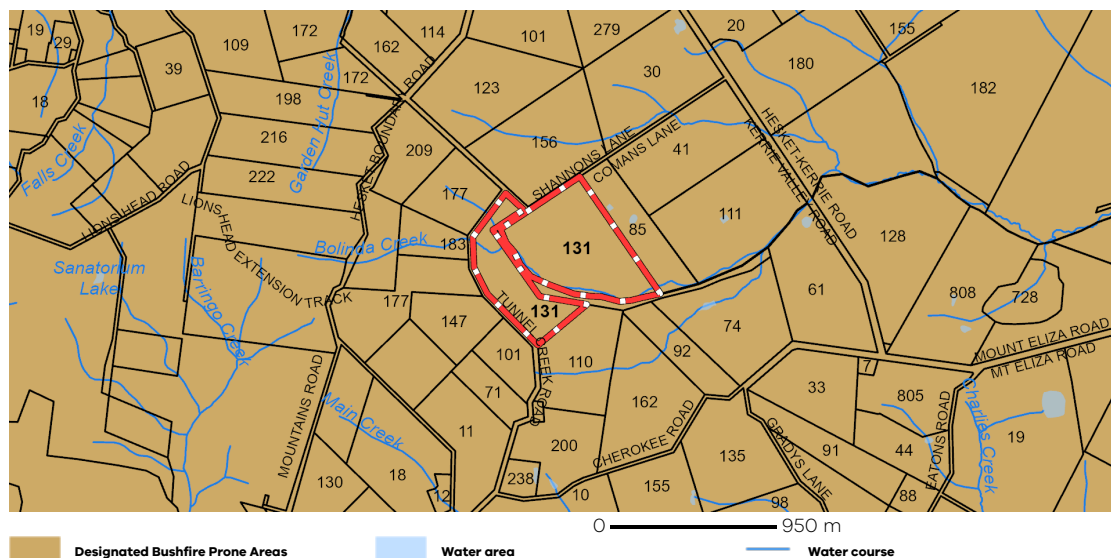 19
29
109
172
162
114
101
279
20
155
39
172
123
30
180
182
18
198
Garden Hut Creek
HESKET BOUNDARY ROAD
216
156
SHANNONS LANE
COMANS LANE
41
HESKET-KERRIE ROAD
KERRIE VALLEY ROAD
Falls Creek
222
209
177
111
LIONS HEAD ROAD
LIONS HEAD EXTENSION TRACK
Bolinda Creek
183
131
85
128
Sanatorium
Lake
Barringo Creek
177
147
TUNNEL CREEK ROAD
131
74
61
808
728
MOUNT ELIZA ROAD
MT ELIZA ROAD
101
110
92
7
MOUNTAINS ROAD
Main Creek
71
162
33
805
EATONS ROAD
Charlies Creek
19
11
200
CHEROKEE ROAD
135
GRADYS LANE
91
44
130
18
12
238
10
155
98
88
0 950 m
Designated Bushfire Prone Areas
Water area
Water course